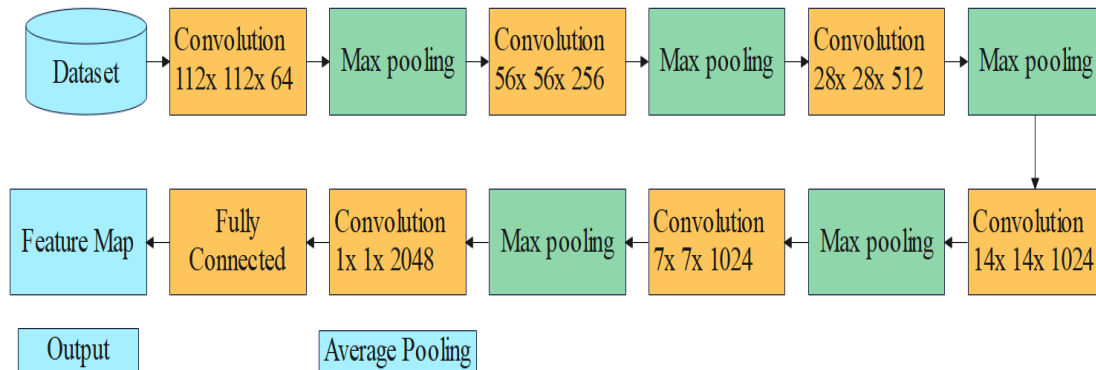 Dataset
Convolution
112x 112x 64
Max pooling
Convolution
56x 56x 256
Max pooling
Convolution
28x 28x 512
Max pooling
Convolution
14x 14x 1024
Max pooling
Convolution
7x 7x 1024
Max pooling
Convolution
1x 1x 2048
Fully
Connected
Feature Map
Output
Average Pooling